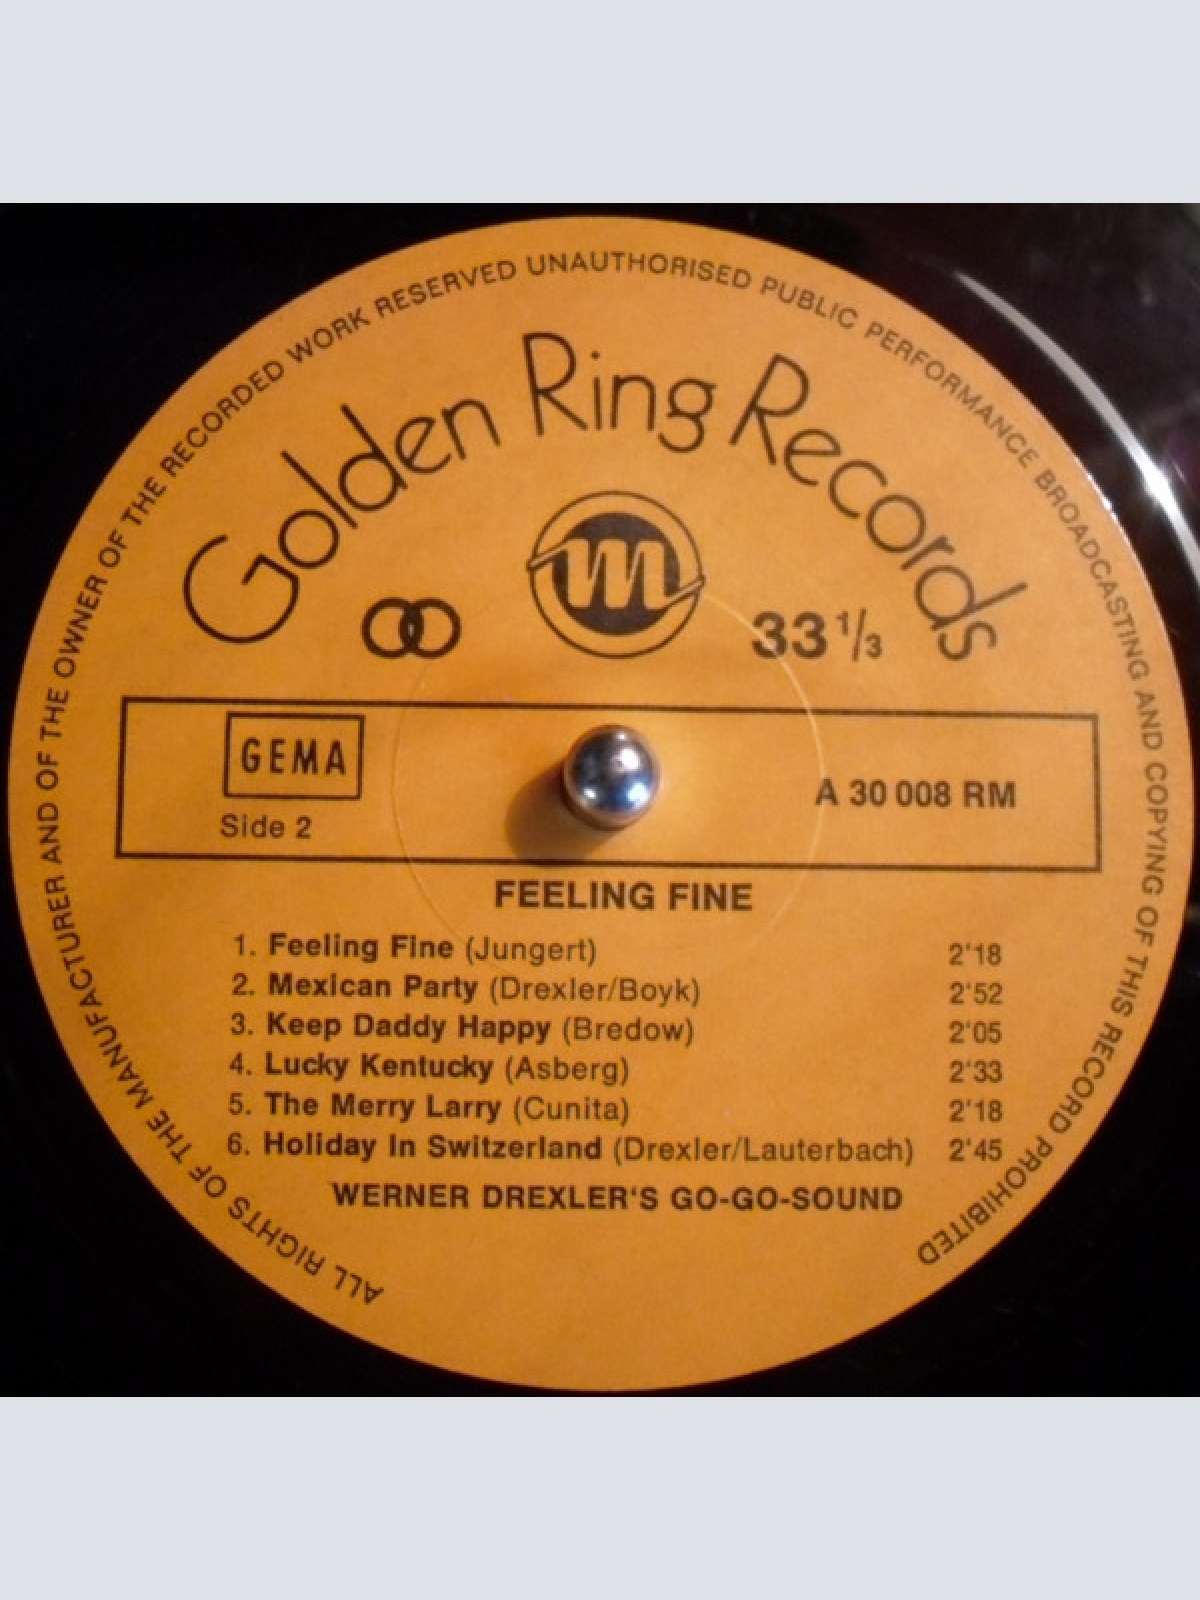 ALL RIGHTS OF THE MANUFACTURER AND OF THE OWNER OF THE RECORDED WORK RESERVED UNAUTHORISED PUBLIC PERFORMANCE BROADCASTING AND COPYING OF THIS RECORD PROHIBITED
Golden Ring Records
m
33 1/3
GEMA
Side 2
A 30 008 RM
FEELING FINE
1. Feeling Fine (Jungert) 2'18
2. Mexican Party (Drexler/Boyk) 2'52
3. Keep Daddy Happy (Bredow) 2'05
4. Lucky Kentucky (Asberg) 2'33
5. The Merry Larry (Cunita) 2'18
6. Holiday In Switzerland (Drexler/Lauterbach) 2'45
WERNER DREXLER'S GO-GO-SOUND